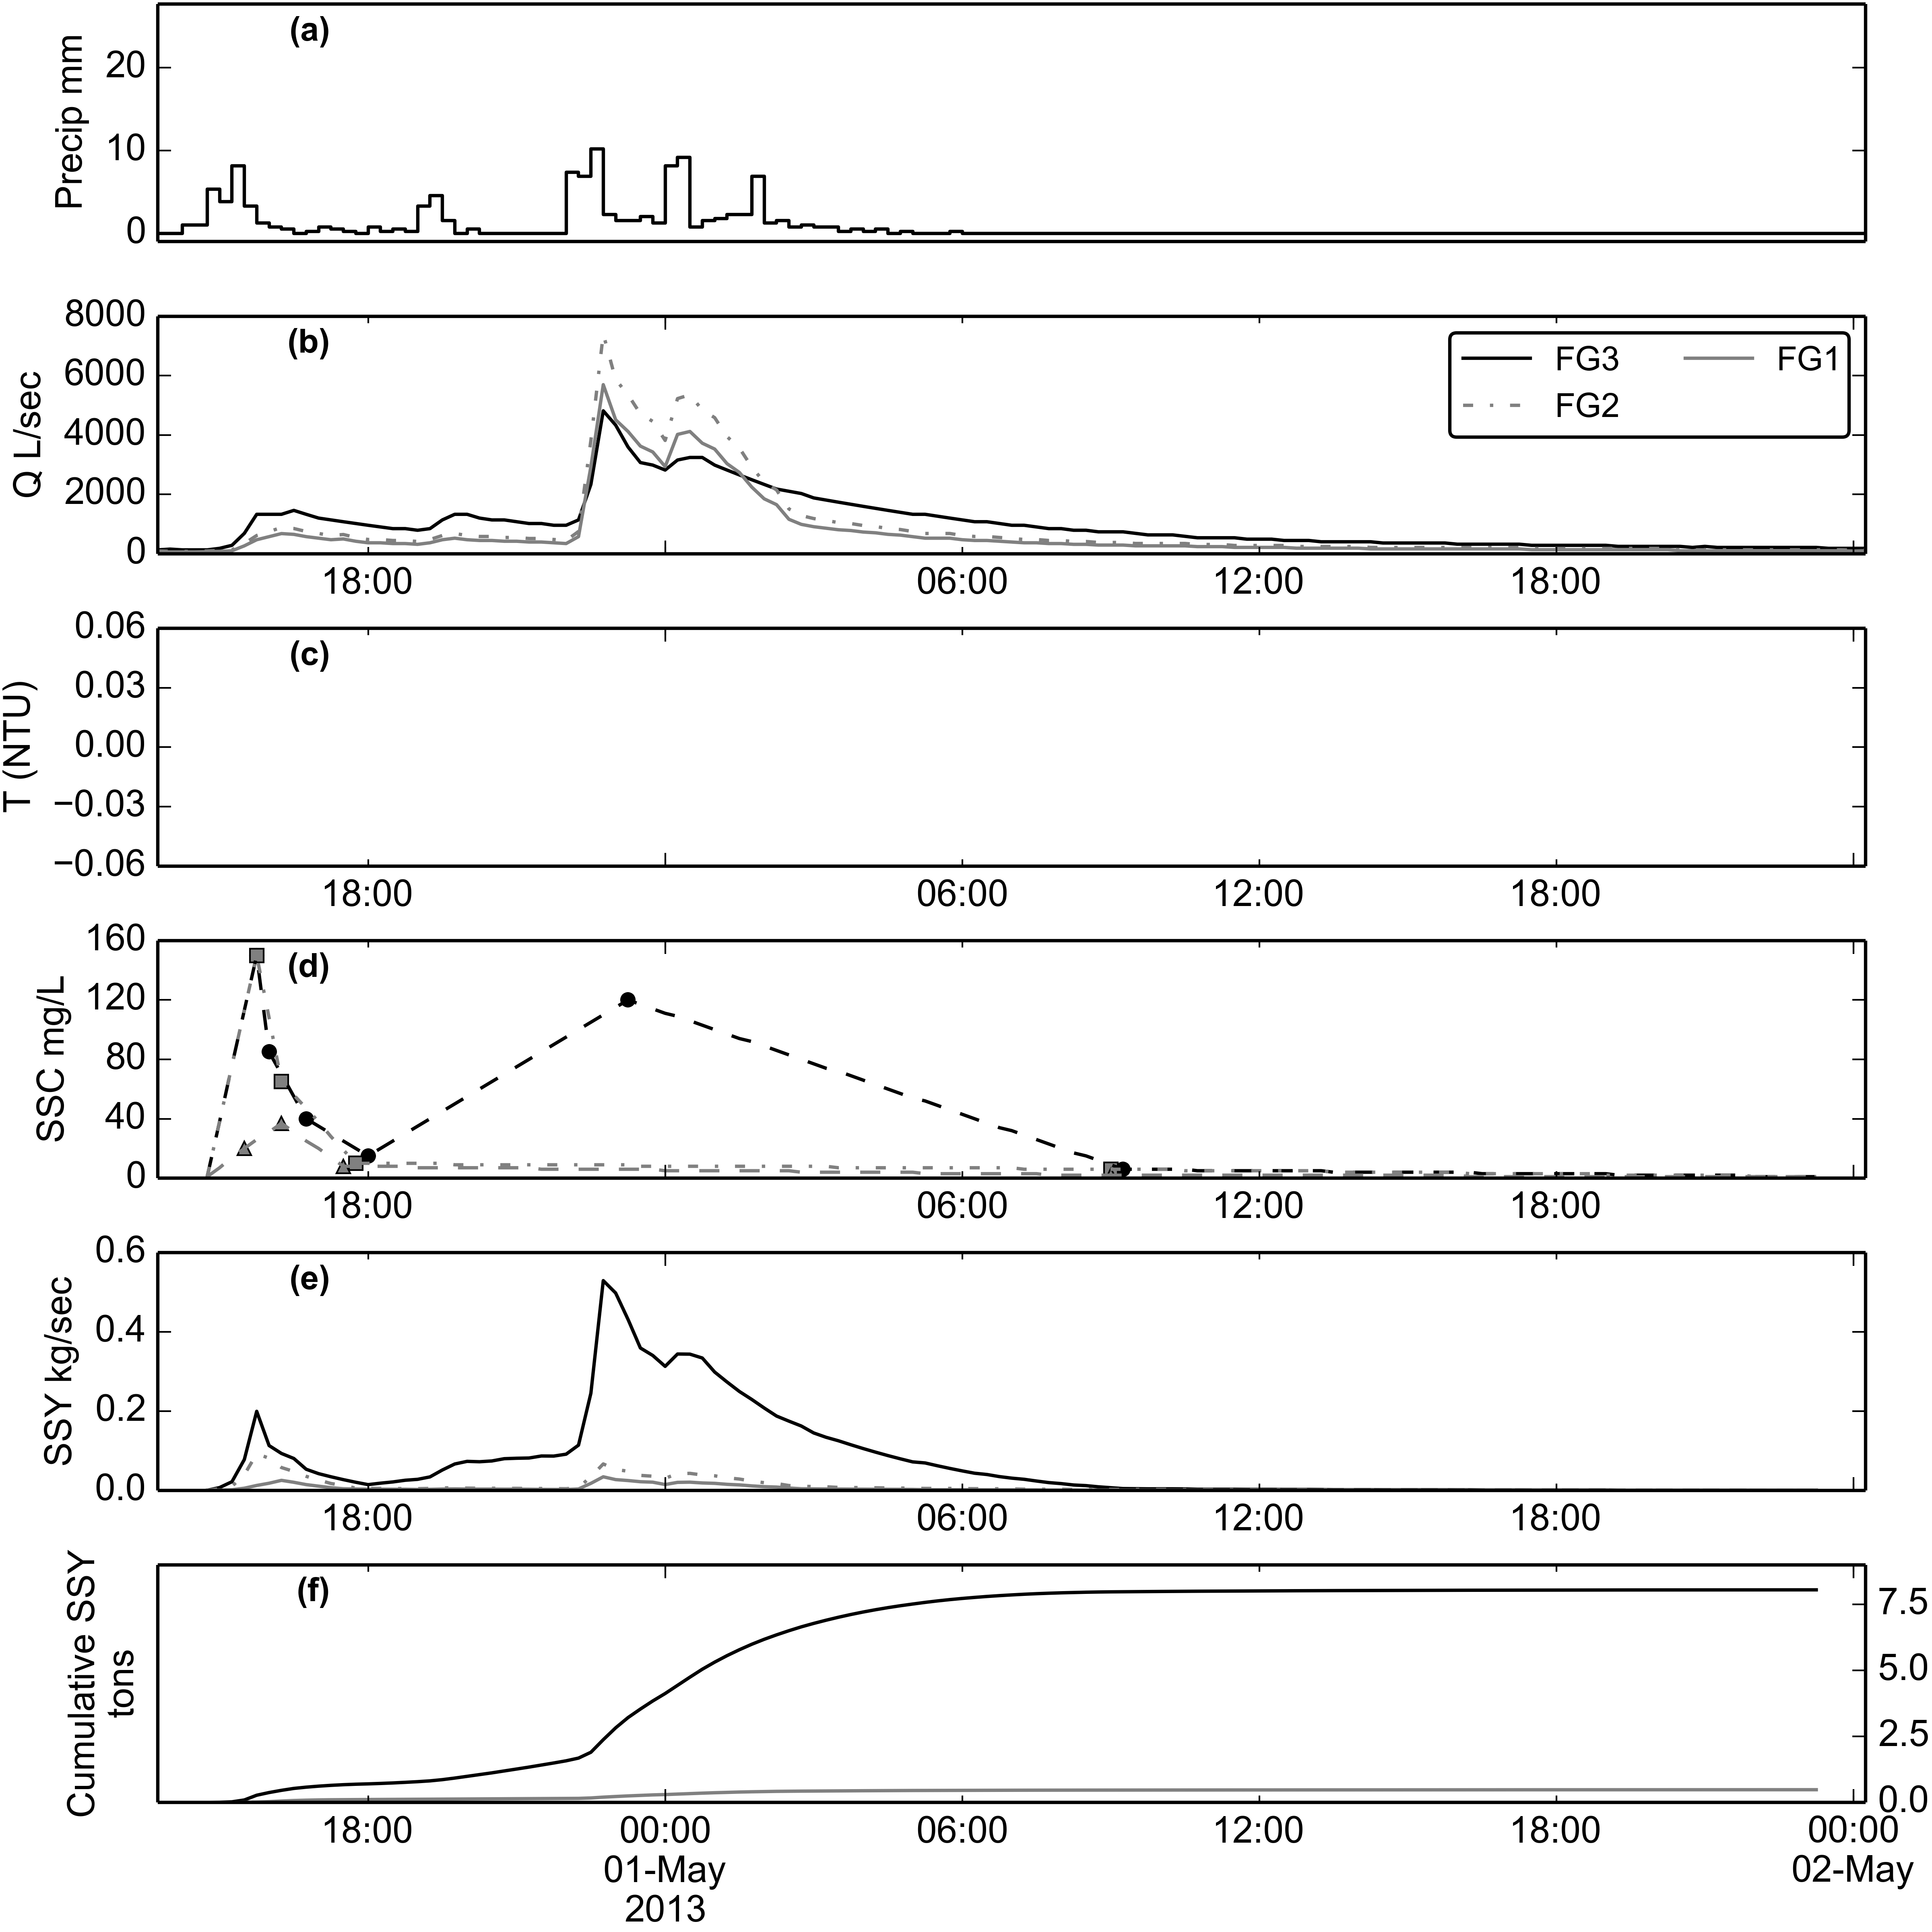 (a)
Precip mm
20
10
0
(b)
Q L/sec
8000
6000
4000
2000
0
FG3 FG1
FG2
18:00 06:00 12:00 18:00
(c)
T (NTU)
0.06
0.03
0.00
−0.03
−0.06
18:00 06:00 12:00 18:00
(d)
SSC mg/L
160
120
80
40
0
18:00 06:00 12:00 18:00
(e)
SSY kg/sec
0.6
0.4
0.2
0.0
18:00 06:00 12:00 18:00
(f)
Cumulative SSY
tons
7.5
5.0
2.5
0.0
18:00 00:00 06:00 12:00 18:00 00:00
01-May 02-May
2013